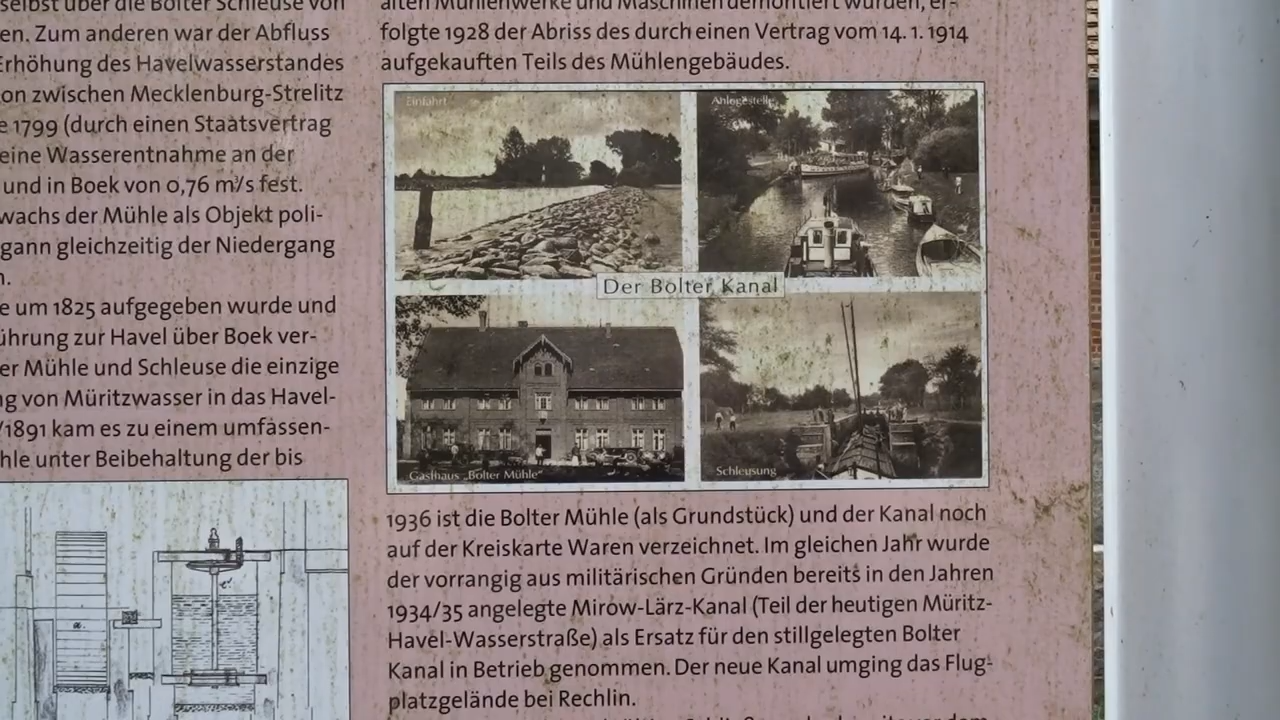 selbst über die Bolter Schleuse von
en. Zum anderen war der Abfluss
Erhöhung des Havelwasserstandes
on zwischen Mecklenburg-Strelitz
e 1799 (durch einen Staatsvertrag
eine Wasserentnahme an der
und in Boek von 0,76 m³/s fest.
wachs der Mühle als Objekt poli-
gann gleichzeitig der Niedergang
n.
e um 1825 aufgegeben wurde und
ührung zur Havel über Boek ver-
er Mühle und Schleuse die einzige
ng von Müritzwasser in das Havel-
/1891 kam es zu einem umfassen-
hle unter Beibehaltung der bis
alten Mühlenwerke und Maschinen demontiert wurden, er-
folgte 1928 der Abriss des durch einen Vertrag vom 14. 1. 1914
aufgekauften Teils des Mühlengebäudes.
Einfahrt
Anlegestelle
Der Bolter Kanal
Gasthaus „Bolter Mühle"
Schleusung
1936 ist die Bolter Mühle (als Grundstück) und der Kanal noch
auf der Kreiskarte Waren verzeichnet. Im gleichen Jahr wurde
der vorrangig aus militärischen Gründen bereits in den Jahren
1934/35 angelegte Mirow-Lärz-Kanal (Teil der heutigen Müritz-
Havel-Wasserstraße) als Ersatz für den stillgelegten Bolter
Kanal in Betrieb genommen. Der neue Kanal umging das Flug-
platzgelände bei Rechlin.